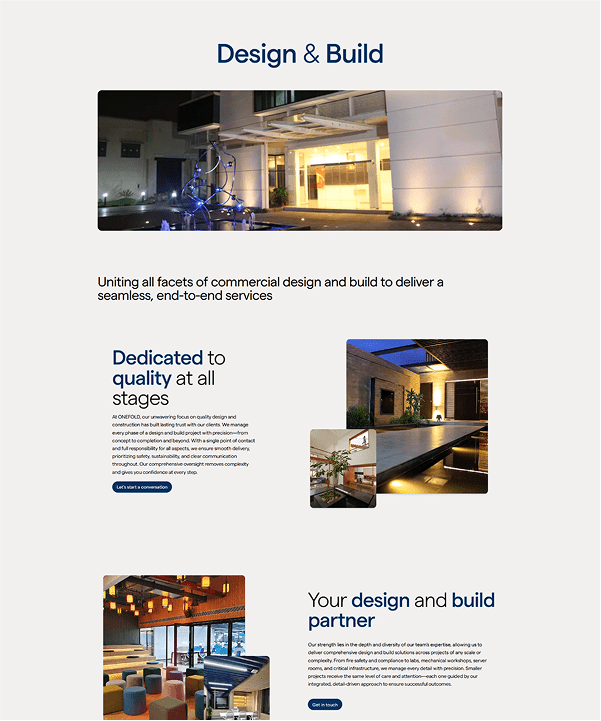 Design & Build
Uniting all facets of commercial design and build to deliver a
seamless, end-to-end services
Dedicated to
quality at all
stages
At ONEFOLD, our unwavering focus on quality design and
construction has built lasting trust with our clients. We manage
every phase of a design and build project with precision—from
concept to completion and beyond. With a single point of contact
and full responsibility for all aspects, we ensure smooth delivery,
prioritizing safety, sustainability, and clear communication
throughout. Our comprehensive oversight removes complexity
and gives you confidence at every step.
Let's start a conversation
Your design and build
partner
Our strength lies in the depth and diversity of our team's expertise, allowing us to
deliver comprehensive design and build solutions across projects of any scale or
complexity. From fire safety and compliance to labs, mechanical workshops, server
rooms, and critical infrastructure, we manage every detail with precision. Smaller
projects receive the same level of care and attention—each one guided by our
integrated, detail-driven approach to ensure successful outcomes.
Get in touch